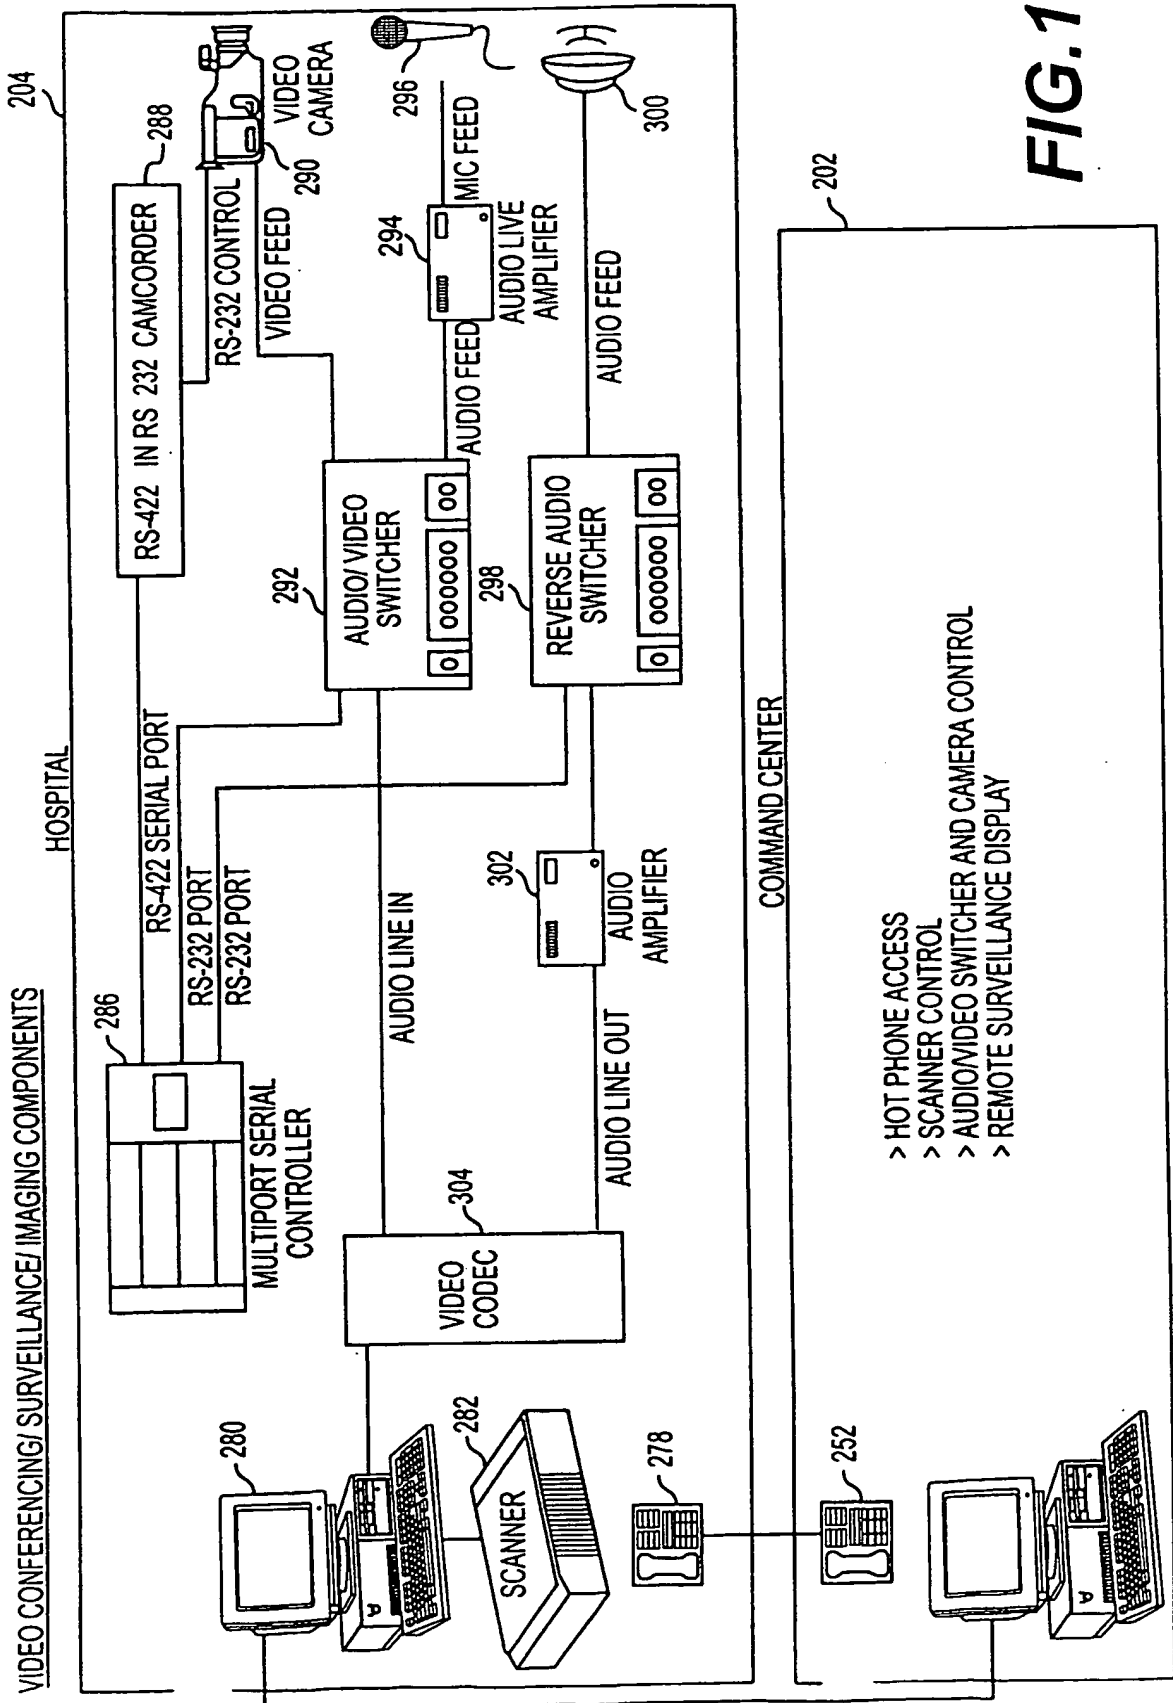 VIDEO CONFERENCING/ SURVEILLANCE/ IMAGING COMPONENTS
HOSPITAL
204
286
MULTIPORT SERIAL
CONTROLLER
RS-422 SERIAL PORT
RS-232 PORT
RS-232 PORT
RS-422 IN RS 232 CAMCORDER
288
RS-232 CONTROL
VIDEO FEED
290
VIDEO
CAMERA
280
282
SCANNER
278
304
VIDEO
CODEC
AUDIO LINE IN
AUDIO LINE OUT
292
AUDIO/ VIDEO
SWITCHER
AUDIO FEED
294
AUDIO LIVE
AMPLIFIER
MIC FEED
296
302
AUDIO
AMPLIFIER
298
REVERSE AUDIO
SWITCHER
AUDIO FEED
300
COMMAND CENTER
202
252
> HOT PHONE ACCESS
> SCANNER CONTROL
> AUDIO/VIDEO SWITCHER AND CAMERA CONTROL
> REMOTE SURVEILLANCE DISPLAY
FIG.1